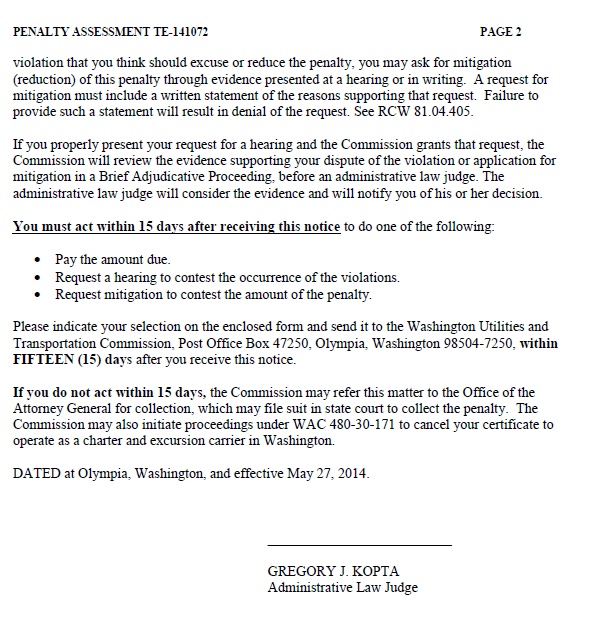 PENALTY ASSESSMENT TE-141072 PAGE 2
violation that you think should excuse or reduce the penalty, you may ask for mitigation
(reduction) of this penalty through evidence presented at a hearing or in writing. A request for
mitigation must include a written statement of the reasons supporting that request. Failure to
provide such a statement will result in denial of the request. See RCW 81.04.405.
If you properly present your request for a hearing and the Commission grants that request, the
Commission will review the evidence supporting your dispute of the violation or application for
mitigation in a Brief Adjudicative Proceeding, before an administrative law judge. The
administrative law judge will consider the evidence and will notify you of his or her decision.
You must act within 15 days after receiving this notice to do one of the following:
• Pay the amount due.
• Request a hearing to contest the occurrence of the violations.
• Request mitigation to contest the amount of the penalty.
Please indicate your selection on the enclosed form and send it to the Washington Utilities and
Transportation Commission, Post Office Box 47250, Olympia, Washington 98504-7250, within
FIFTEEN (15) days after you receive this notice.
If you do not act within 15 days, the Commission may refer this matter to the Office of the
Attorney General for collection, which may file suit in state court to collect the penalty. The
Commission may also initiate proceedings under WAC 480-30-171 to cancel your certificate to
operate as a charter and excursion carrier in Washington.
DATED at Olympia, Washington, and effective May 27, 2014.
GREGORY J. KOPTA
Administrative Law Judge